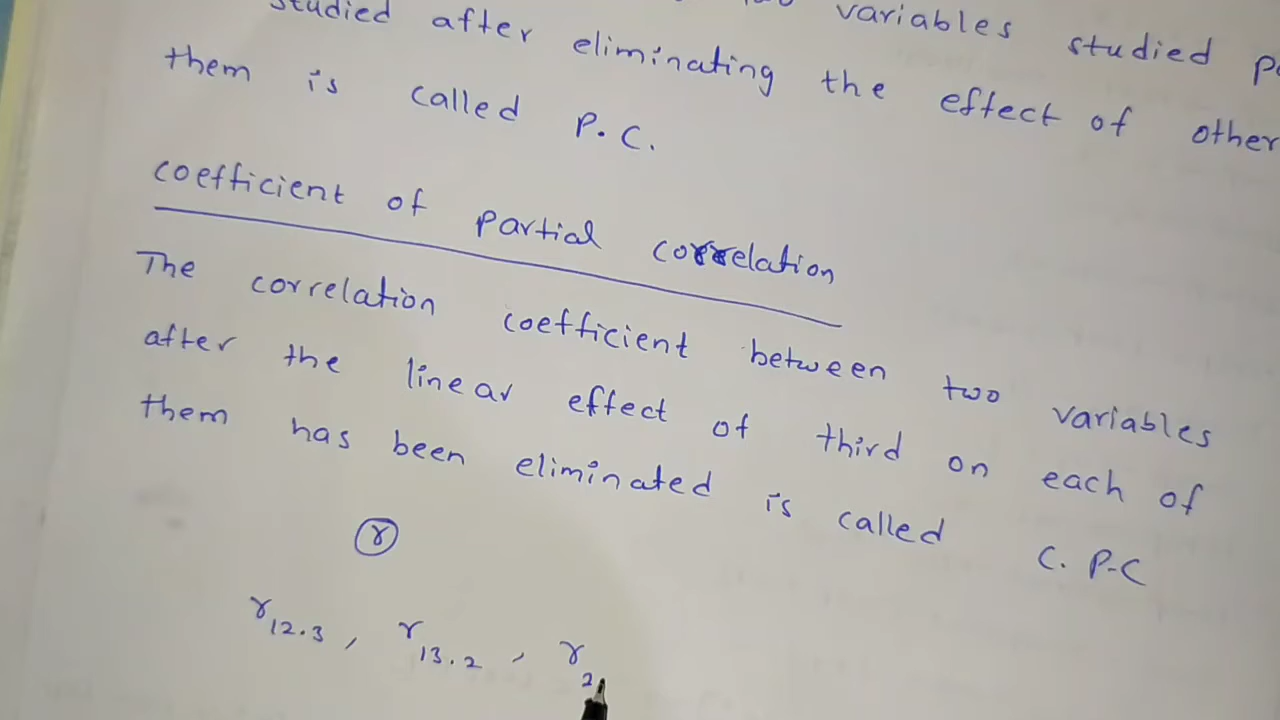 variables studied
studied after eliminating the effect of other
them is called P.C.
coefficient of partial correlation
The correlation coefficient between two variables
after the linear effect of third on each of
them has been eliminated is called C. P-C
r
r12.3, r13.2, r2